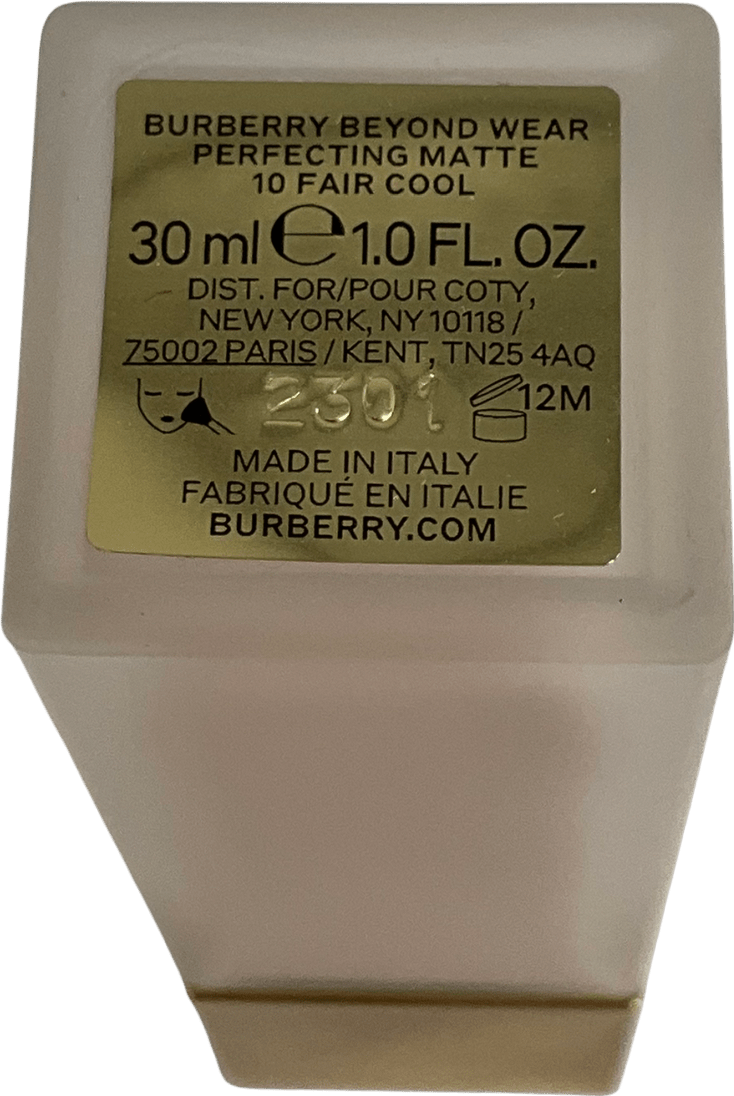 BURBERRY BEYOND WEAR
PERFECTING MATTE
10 FAIR COOL
30 ml ℮ 1.0 FL. OZ.
DIST. FOR/POUR COTY,
NEW YORK, NY 10118 /
75002 PARIS / KENT, TN25 4AQ
2301
12M
MADE IN ITALY
FABRIQUÉ EN ITALIE
BURBERRY.COM